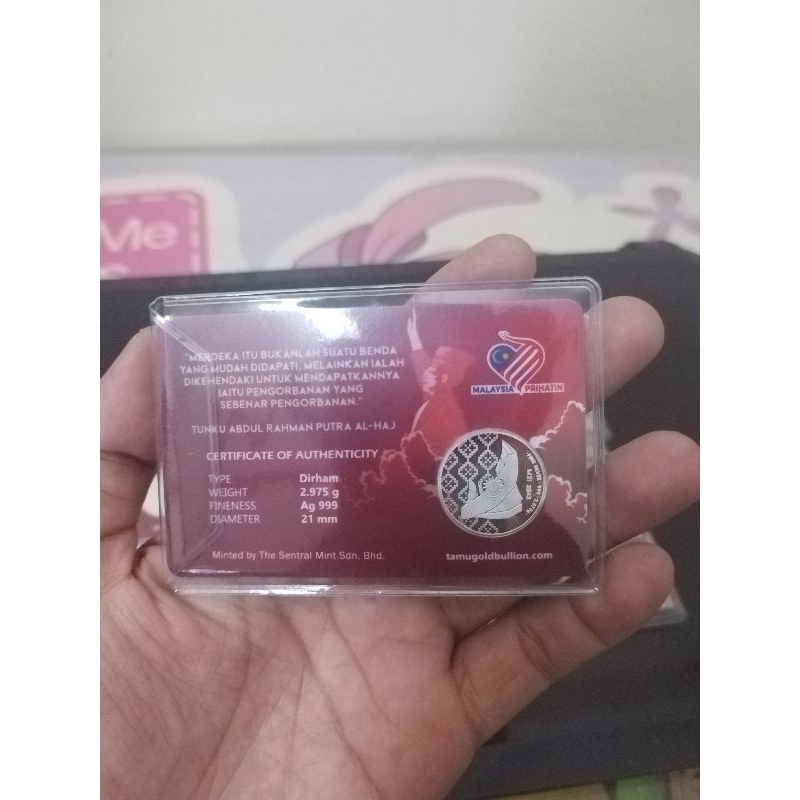 Me
"MERDEKA ITU BUKANLAH SUATU BENDA
YANG MUDAH DIDAPATI, MELAINKAN IALAH
DIKEHENDAKI UNTUK MENDAPATKANNYA
IAITU PENGORBANAN YANG
SEBENAR PENGORBANAN."
TUNKU ABDUL RAHMAN PUTRA AL-HAJ
MALAYSIA PRIHATIN
CERTIFICATE OF AUTHENTICITY
TYPE Dirham
WEIGHT 2.975 g
FINENESS Ag 999
DIAMETER 21 mm
Minted by The Sentral Mint Sdn. Bhd.
tamugoldbullion.com